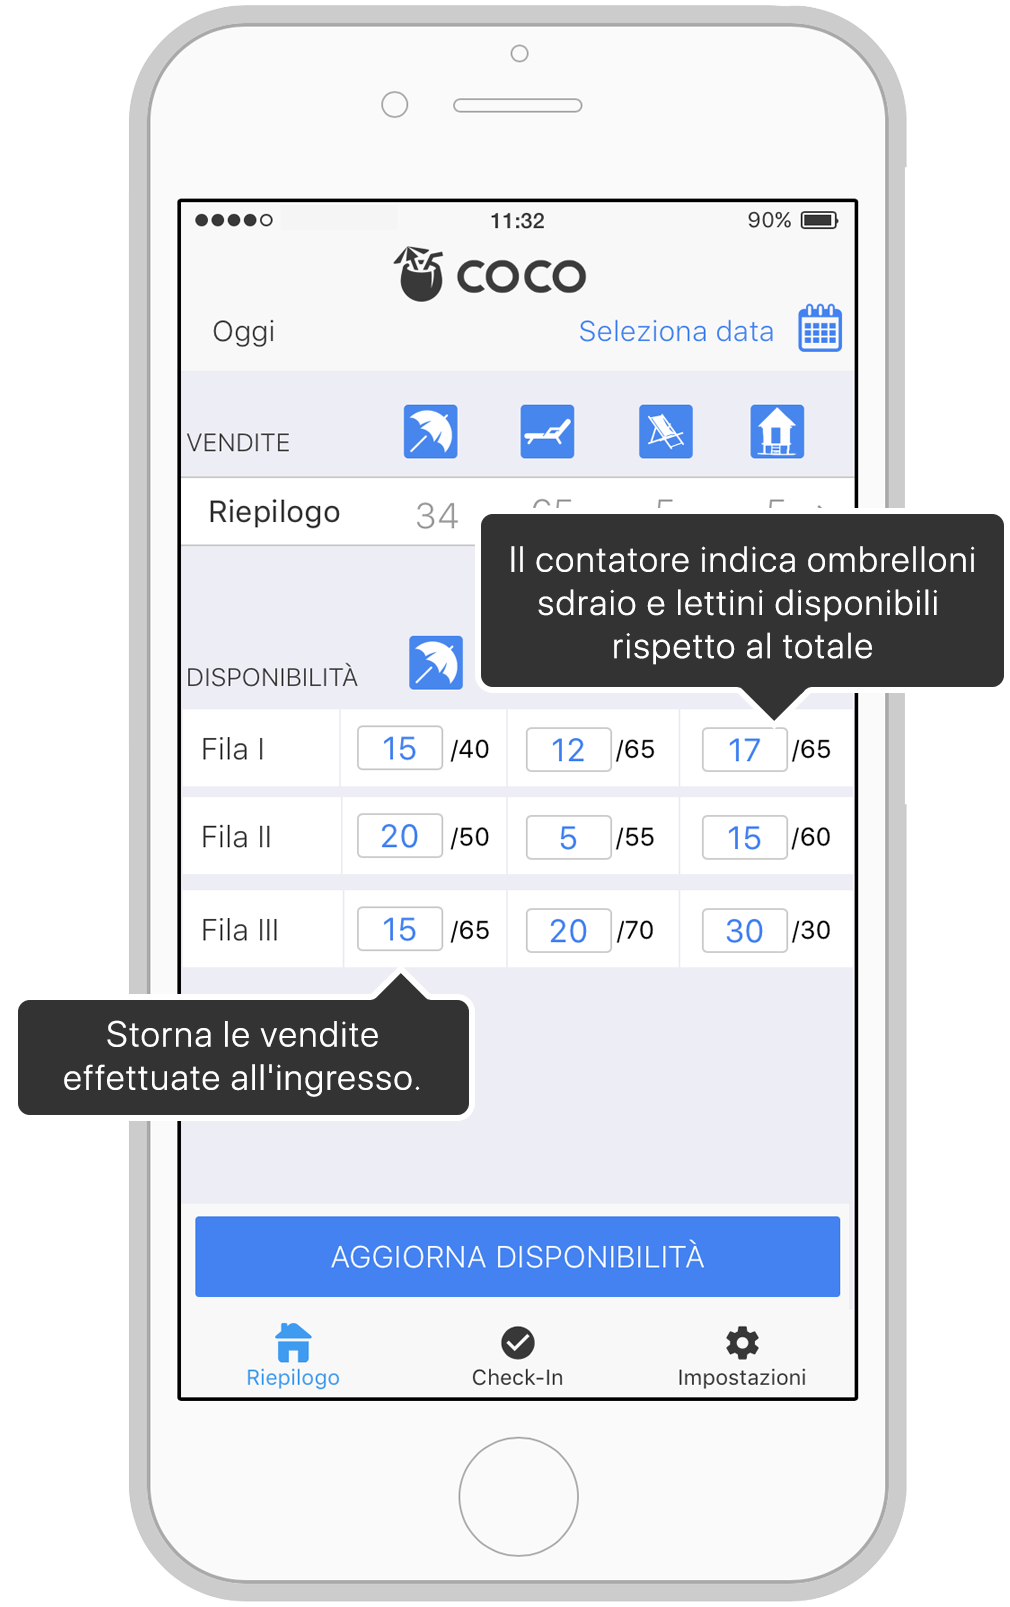 11:32
90%
COCO
Oggi
Seleziona data
VENDITE
Riepilogo 34
Il contatore indica ombrelloni
sdraio e lettini disponibili
rispetto al totale
DISPONIBILITÀ
Fila I 15 /40 12 /65 17 /65
Fila II 20 /50 5 /55 15 /60
Fila III 15 /65 20 /70 30 /30
Storna le vendite
effettuate all'ingresso.
AGGIORNA DISPONIBILITÀ
Riepilogo Check-In Impostazioni